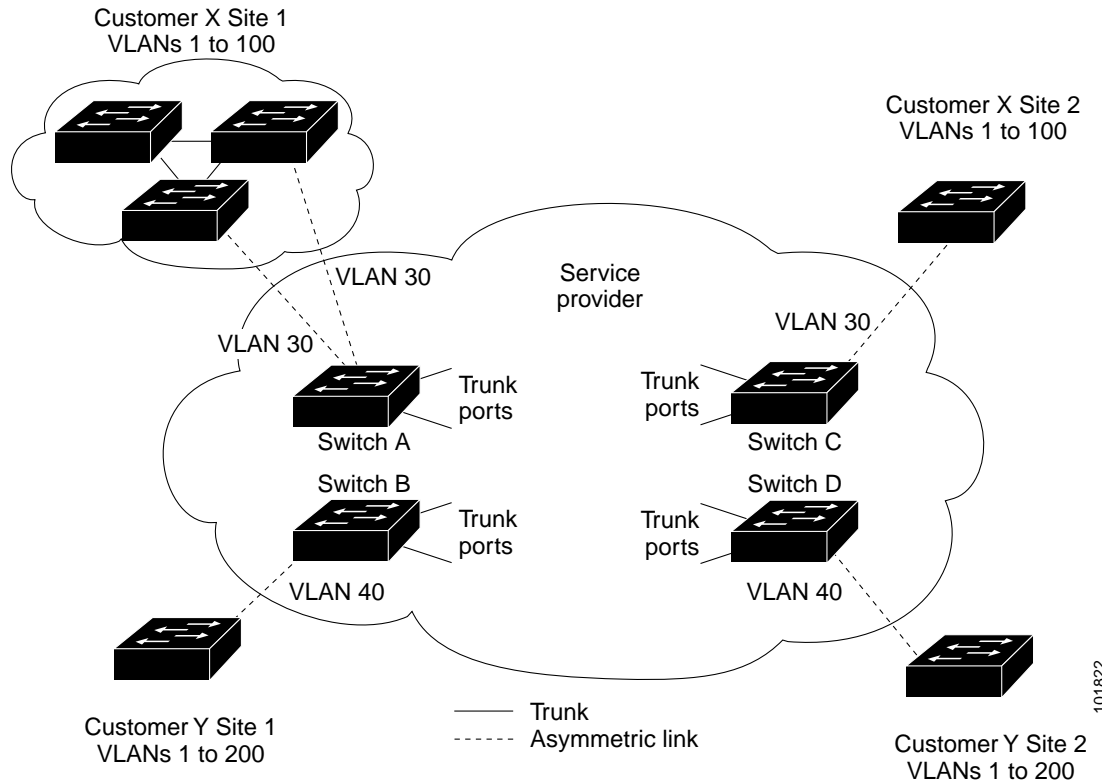 Customer X Site 1
VLANs 1 to 100
Customer X Site 2
VLANs 1 to 100
VLAN 30
Service
provider
VLAN 30
VLAN 30
Trunk
ports
Trunk
ports
Switch A
Switch C
Switch B
Switch D
Trunk
ports
Trunk
ports
VLAN 40
VLAN 40
Customer Y Site 1
VLANs 1 to 200
Trunk
Asymmetric link
Customer Y Site 2
VLANs 1 to 200
101822